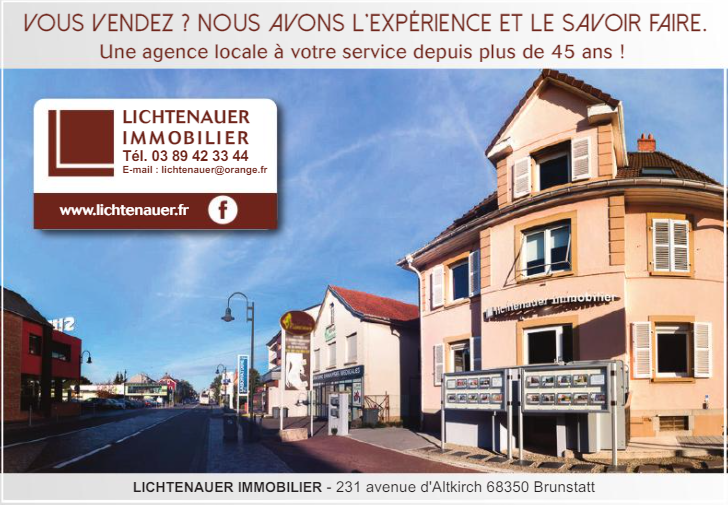 VOUS VENDEZ ? NOUS AVONS L'EXPÉRIENCE ET LE SAVOIR FAIRE.
Une agence locale à votre service depuis plus de 45 ans !
LICHTENAUER
IMMOBILIER
Tél. 03 89 42 33 44
E-mail : lichtenauer@orange.fr
www.lichtenauer.fr
f
lichtenauer immobilier
LICHTENAUER IMMOBILIER - 231 avenue d'Altkirch 68350 Brunstatt